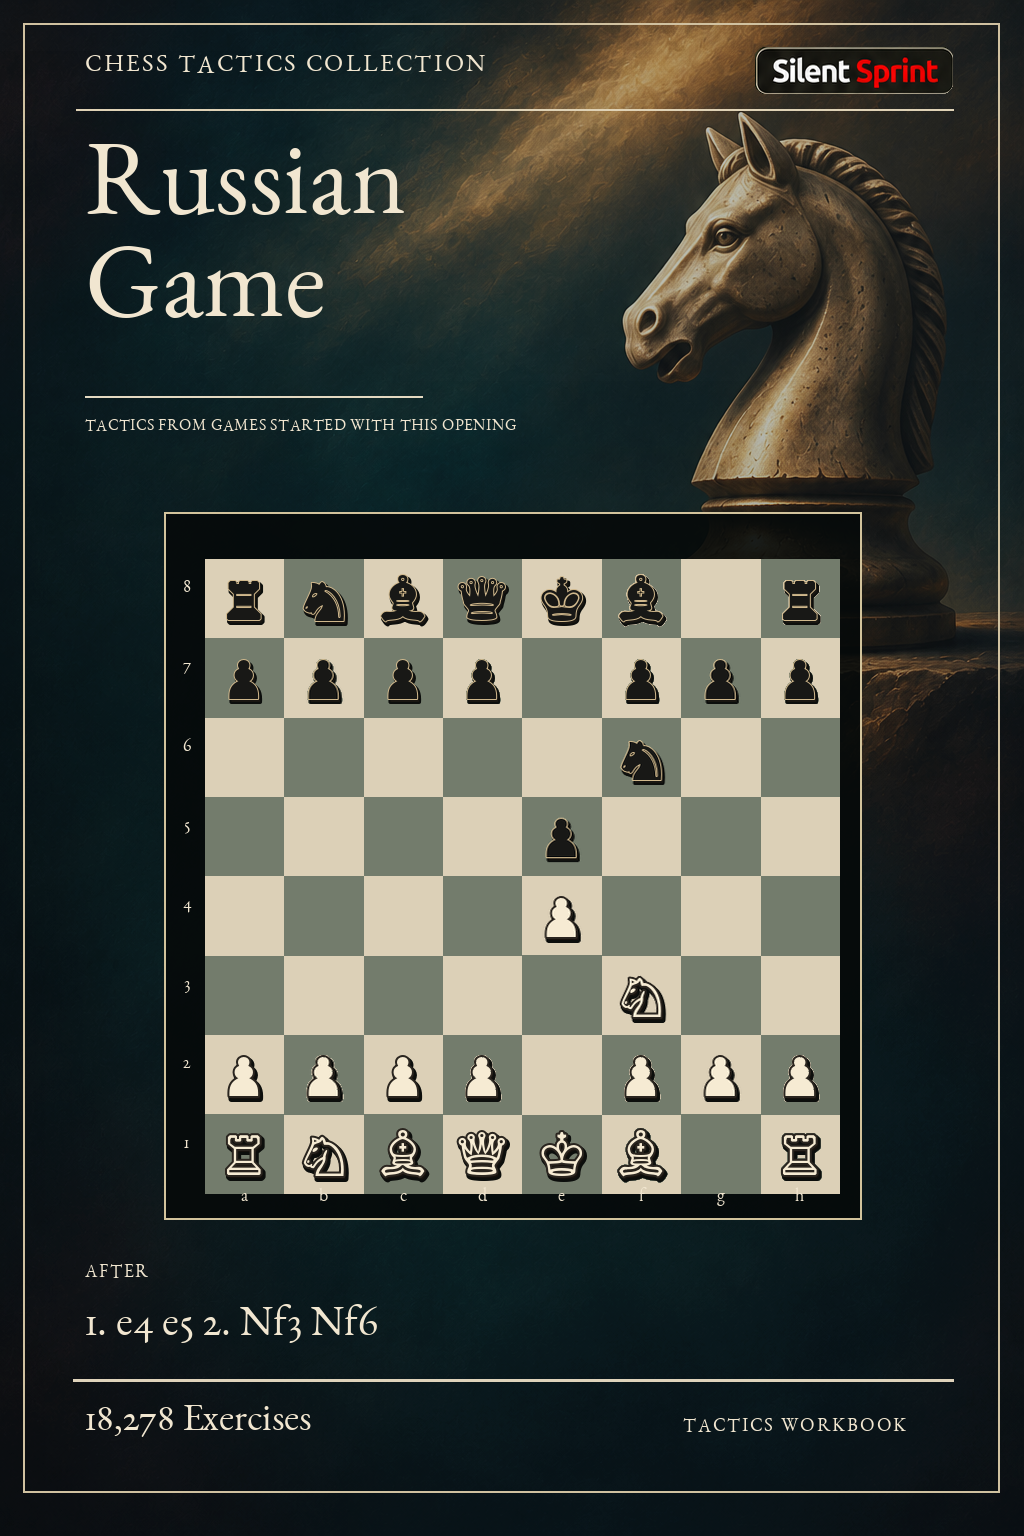 CHESS TACTICS COLLECTION
Silent Sprint
Russian
Game
TACTICS FROM GAMES STARTED WITH THIS OPENING
8
7
6
5
4
3
2
1
a b c d e f g h
AFTER
1. e4 e5 2. Nf3 Nf6
18,278 Exercises
TACTICS WORKBOOK